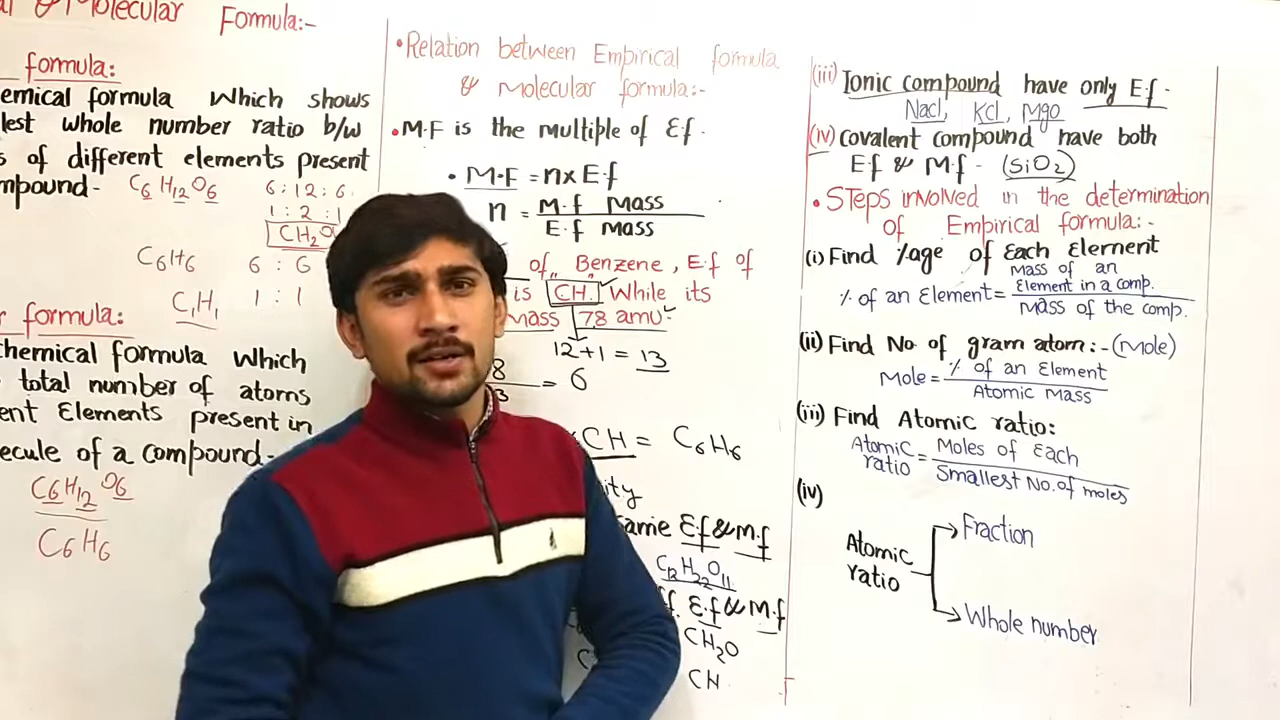 Molecular Formula:-
formula:
emical formula which shows
lest whole number ratio b/w
s of different elements present
mpound- C6H12O6 6:12:6
1:2:1
CH2O
C6H6 6:6
C1H1 1:1
formula:
hemical formula which
total number of atoms
ent Elements present in
ecule of a compound-
C6H12O6
C6H6
•Relation between Empirical formula
& Molecular formula:-
•M.F is the multiple of E.f.
• M.F = nxE.f
n = M.f Mass / E.f Mass
of Benzene, E.f of
is CH. While its
mass 78 amu
12+1 = 13
8 / 3 = 6
CH = C6H6
ity
same E.f & M.f
C12H22O11
f. E.f & M.f
CH2O
CH
(iii) Ionic compound have only E.f-
Nacl, KCl, Mgo
(iv) covalent compound have both
E.f & M.f- (SiO2)
• Steps involved in the determination
of Empirical formula:-
(i) Find %age of Each Element
% of an Element = Mass of an Element in a comp. / Mass of the comp.
(ii) Find No. of gram atom:-(Mole)
Mole = % of an Element / Atomic Mass
(iii) Find Atomic ratio:
Atomic ratio = Moles of Each / Smallest No. of moles
(iv)
Fraction
Atomic
ratio
Whole number